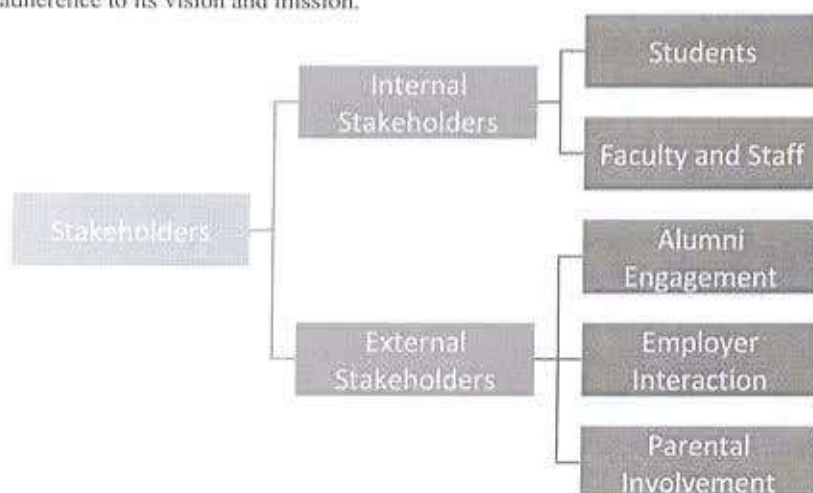 adherence to its vision and mission.
Stakeholders
Internal
Stakeholders
Students
Faculty and Staff
External
Stakeholders
Alumni
Engagement
Employer
Interaction
Parental
Involvement